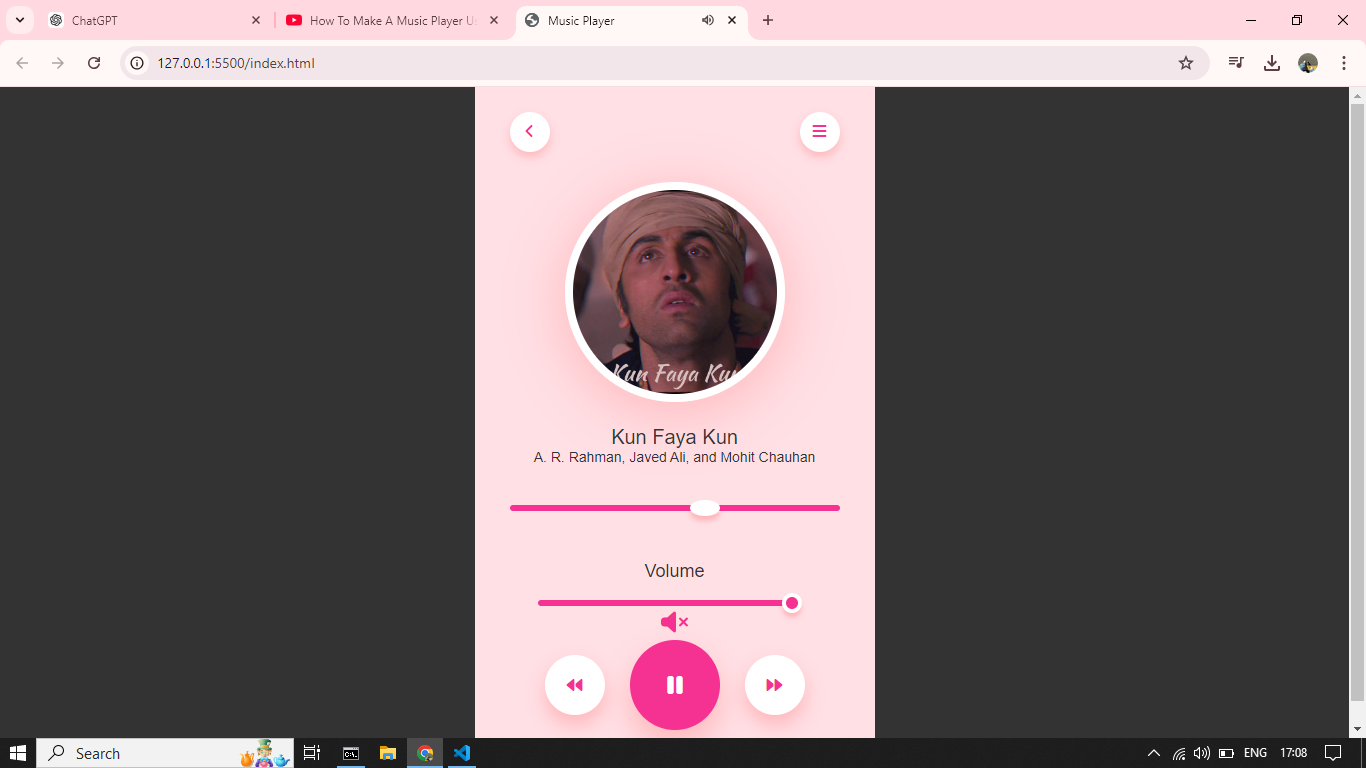 ChatGPT
How To Make A Music Player U
Music Player
127.0.0.1:5500/index.html
Kun Faya Kun
Kun Faya Kun
A. R. Rahman, Javed Ali, and Mohit Chauhan
Volume
Search
ENG
17:08